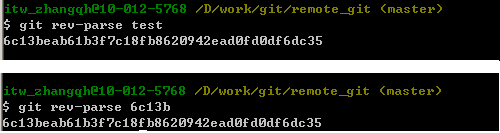 itw_zhangqh@10-012-5768 /D/work/git/remote_git (master)
$ git rev-parse test
6c13beab61b3f7c18fb8620942ead0fd0df6dc35
itw_zhangqh@10-012-5768 /D/work/git/remote_git (master)
$ git rev-parse 6c13b
6c13beab61b3f7c18fb8620942ead0fd0df6dc35